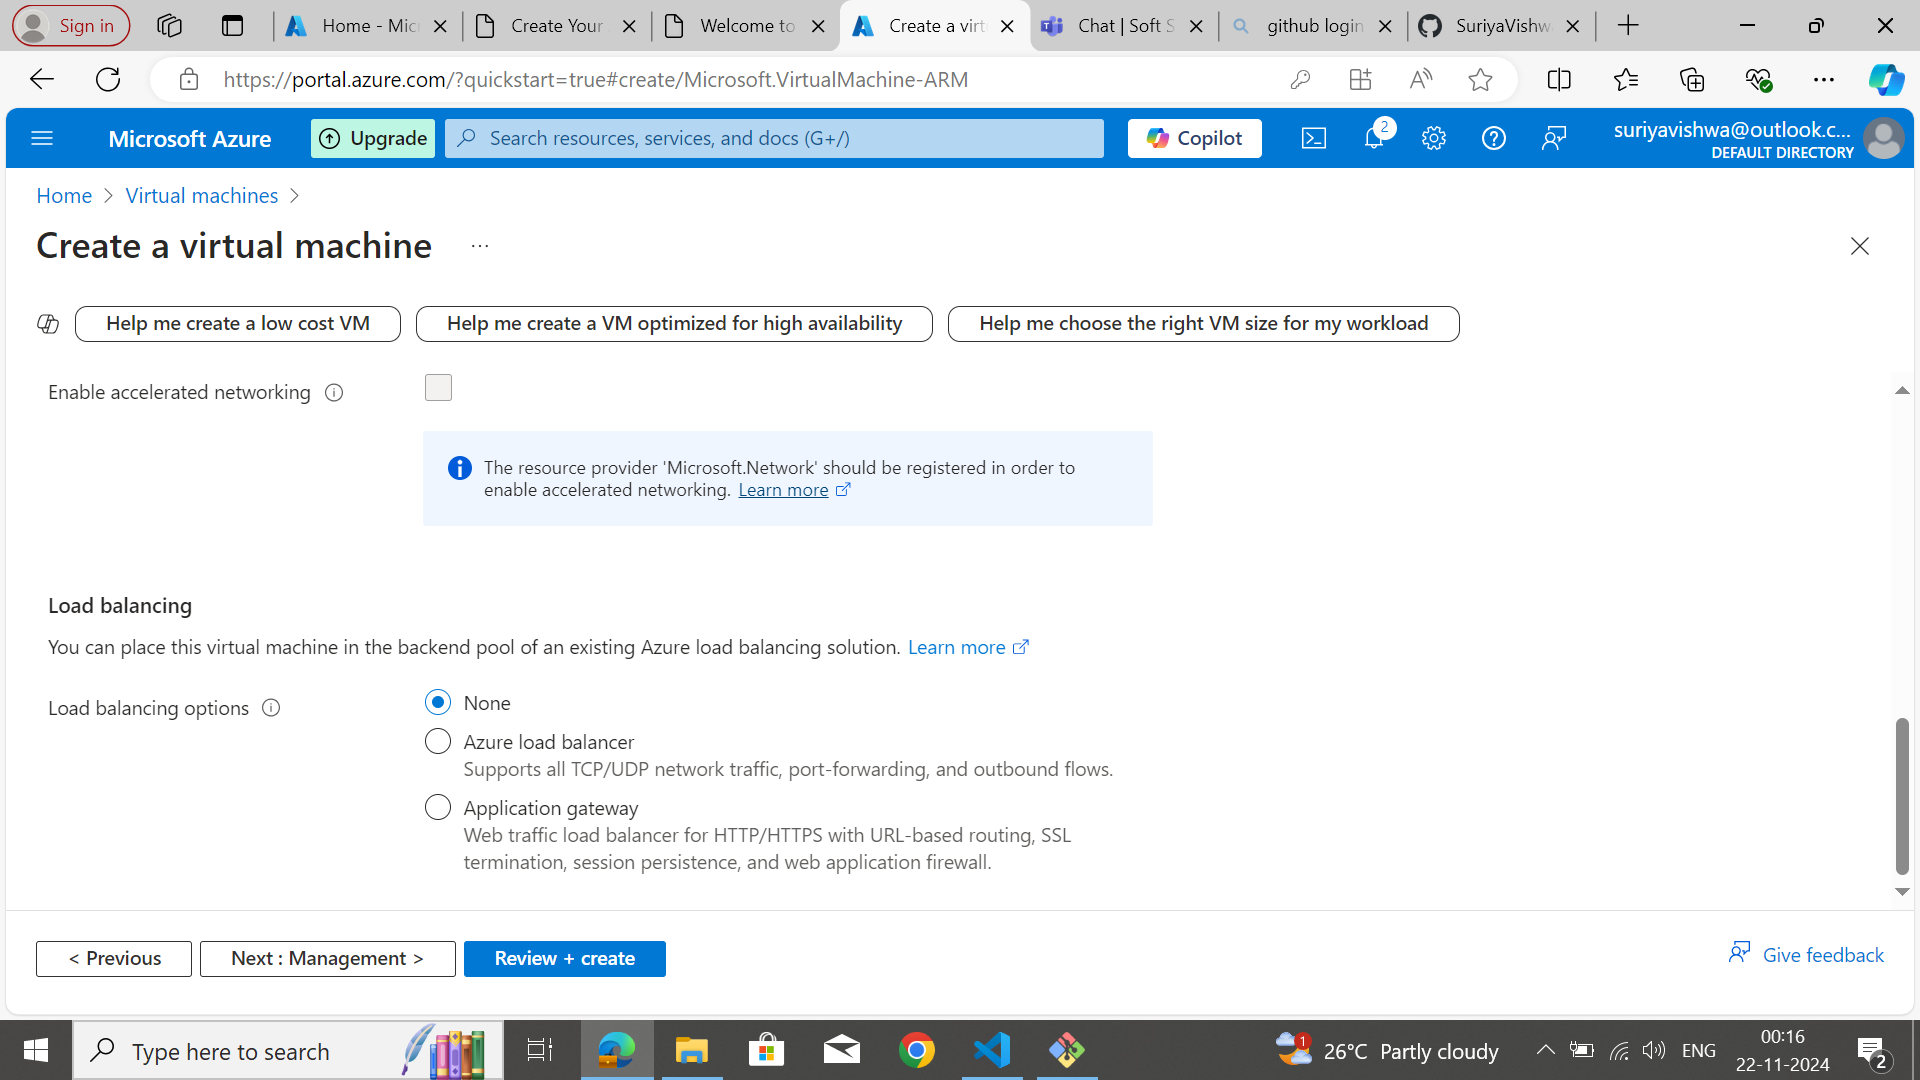 Sign in
Home - Mic
Create Your
Welcome to
Create a virt
Chat | Soft S
github login
SuriyaVishw
https://portal.azure.com/?quickstart=true#create/Microsoft.VirtualMachine-ARM
Microsoft Azure
Upgrade
Search resources, services, and docs (G+/)
Copilot
2
suriyavishwa@outlook.c...
DEFAULT DIRECTORY
Home > Virtual machines >
Create a virtual machine ...
Help me create a low cost VM
Help me create a VM optimized for high availability
Help me choose the right VM size for my workload
Enable accelerated networking
The resource provider 'Microsoft.Network' should be registered in order to
enable accelerated networking. Learn more
Load balancing
You can place this virtual machine in the backend pool of an existing Azure load balancing solution. Learn more
Load balancing options
None
Azure load balancer
Supports all TCP/UDP network traffic, port-forwarding, and outbound flows.
Application gateway
Web traffic load balancer for HTTP/HTTPS with URL-based routing, SSL
termination, session persistence, and web application firewall.
< Previous
Next : Management >
Review + create
Give feedback
Type here to search
1
26°C Partly cloudy
ENG
00:16
22-11-2024
2